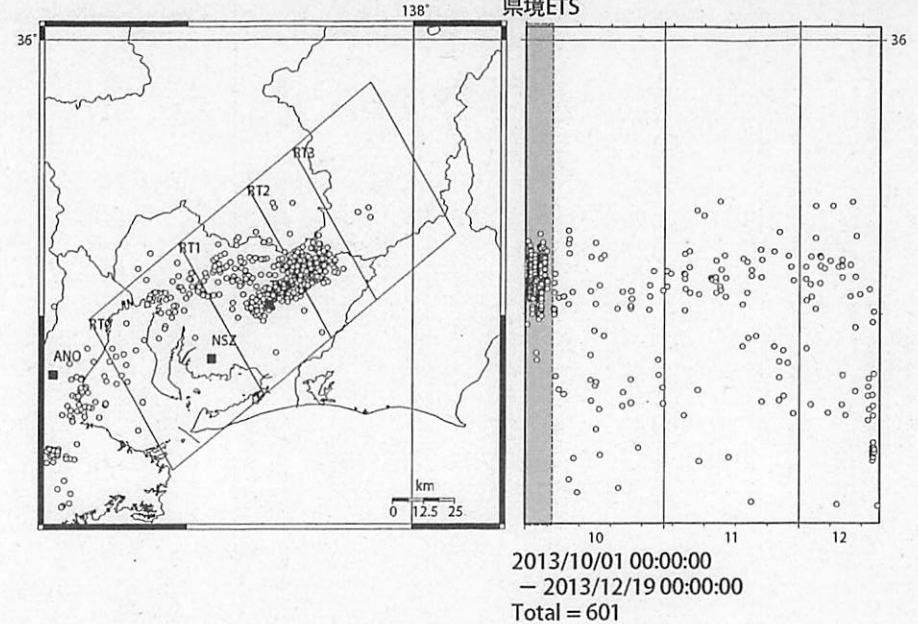 138°
県境ETS
36°
36
RT3
RT2
RT1
AN
RT0
NSZ
ANO
km
0 12.5 25
10 11 12
2013/10/01 00:00:00
− 2013/12/19 00:00:00
Total = 601